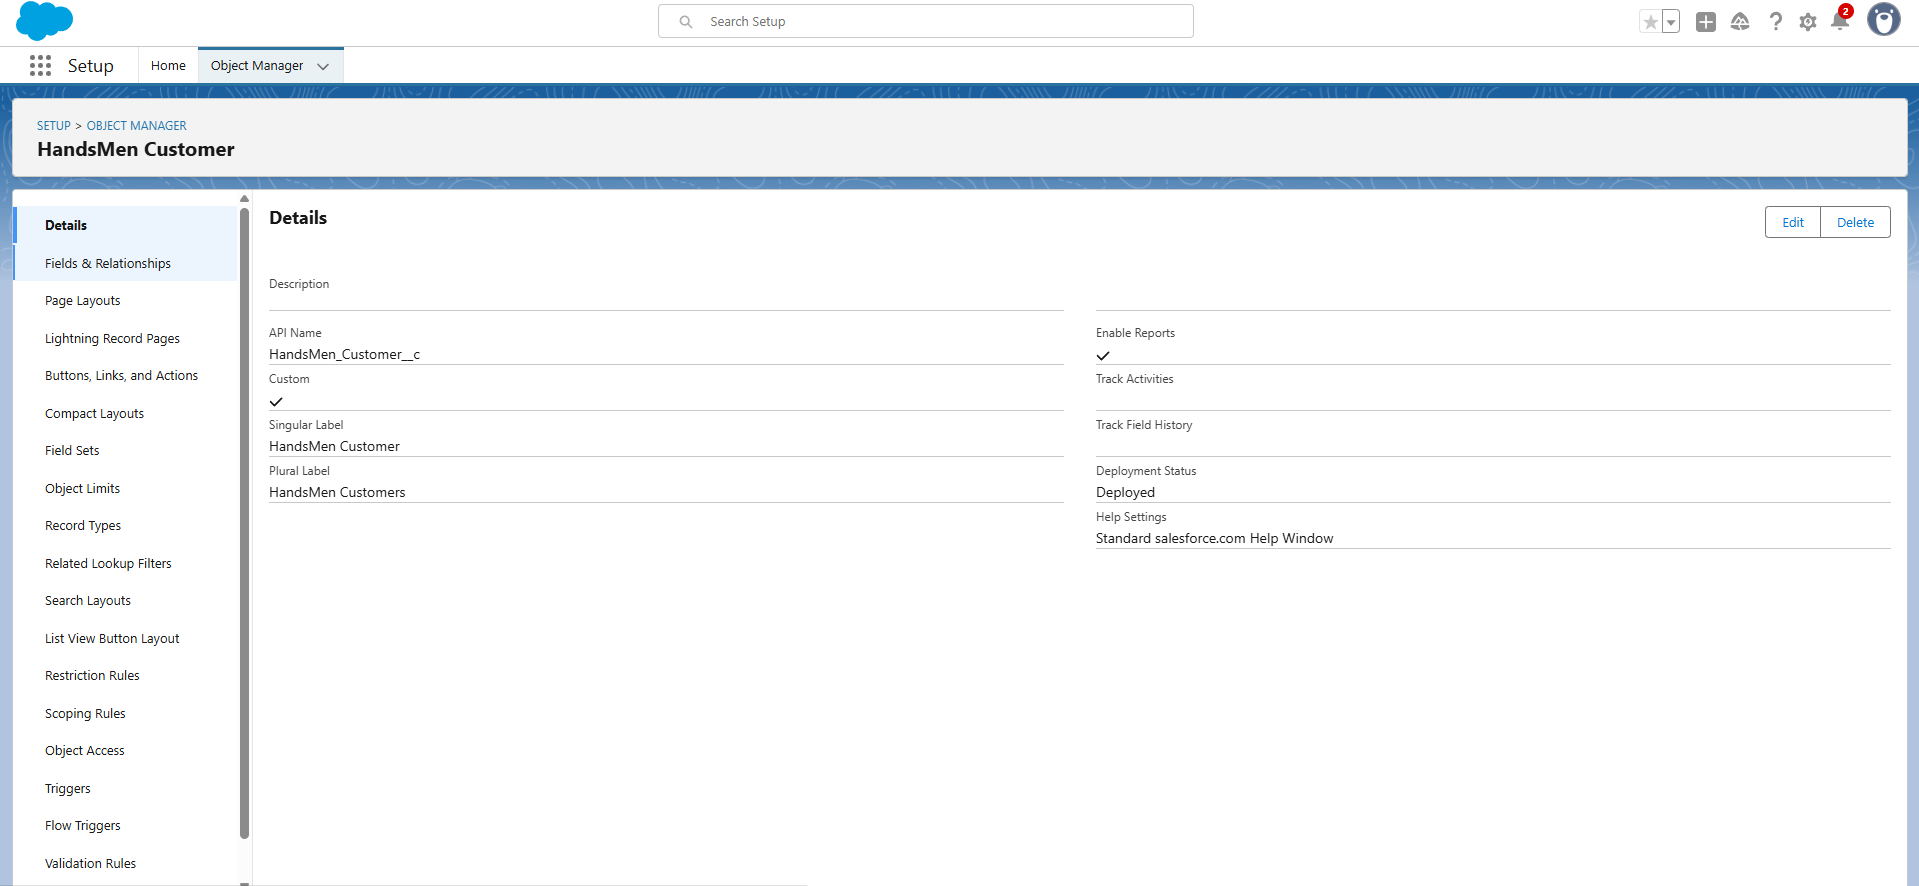 Search Setup
2
Setup
Home
Object Manager
SETUP > OBJECT MANAGER
HandsMen Customer
Details
Fields & Relationships
Page Layouts
Lightning Record Pages
Buttons, Links, and Actions
Compact Layouts
Field Sets
Object Limits
Record Types
Related Lookup Filters
Search Layouts
List View Button Layout
Restriction Rules
Scoping Rules
Object Access
Triggers
Flow Triggers
Validation Rules
Details
Edit
Delete
Description
API Name
HandsMen_Customer__c
Custom
Singular Label
HandsMen Customer
Plural Label
HandsMen Customers
Enable Reports
Track Activities
Track Field History
Deployment Status
Deployed
Help Settings
Standard salesforce.com Help Window